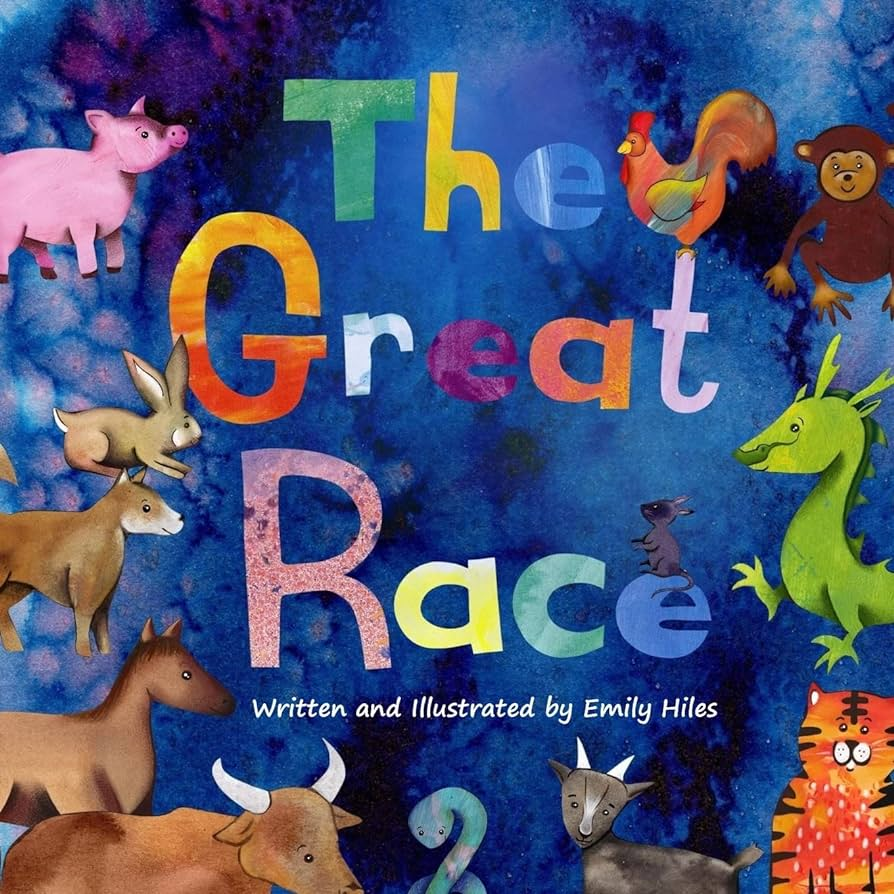 The
Great
Race
Written and Illustrated by Emily Hiles